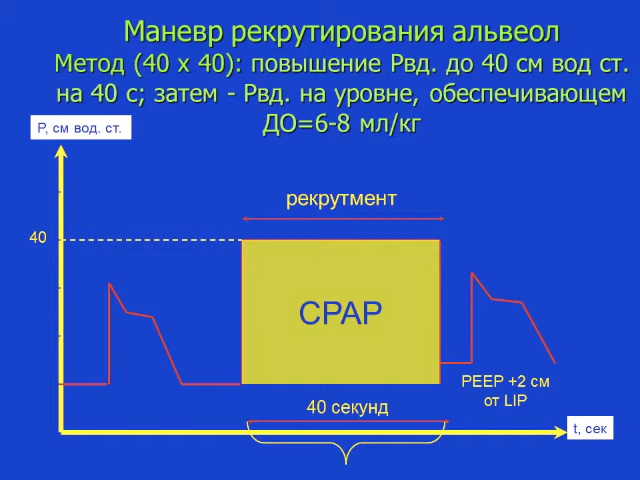 Маневр рекрутирования альвеол
Метод (40 х 40): повышение Рвд. до 40 см вод ст.
на 40 с; затем - Рвд. на уровне, обеспечивающем
ДО=6-8 мл/кг
Р, см вод. ст.
рекрутмент
40
CPAP
PEEP +2 см
от LIP
40 секунд
t, сек